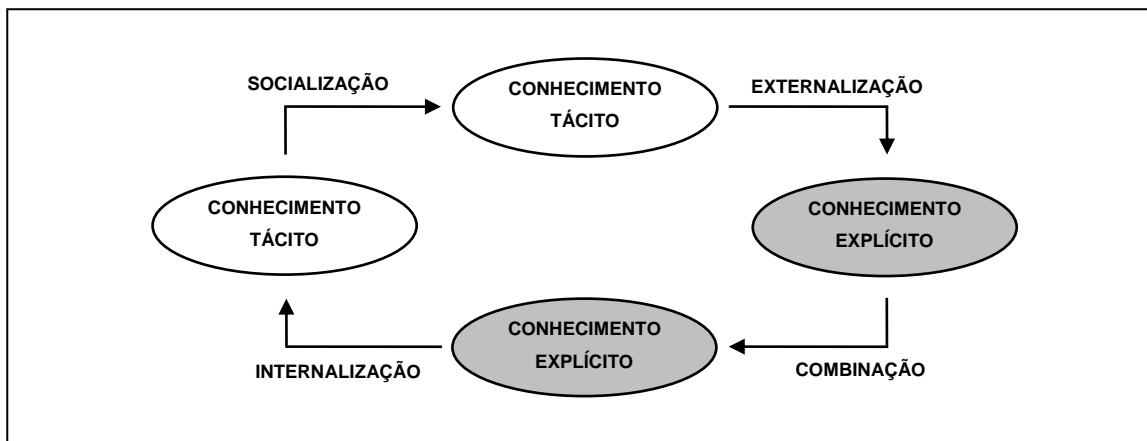 SOCIALIZAÇÃO
CONHECIMENTO
TÁCITO
EXTERNALIZAÇÃO
CONHECIMENTO
TÁCITO
CONHECIMENTO
EXPLÍCITO
CONHECIMENTO
EXPLÍCITO
INTERNALIZAÇÃO
COMBINAÇÃO